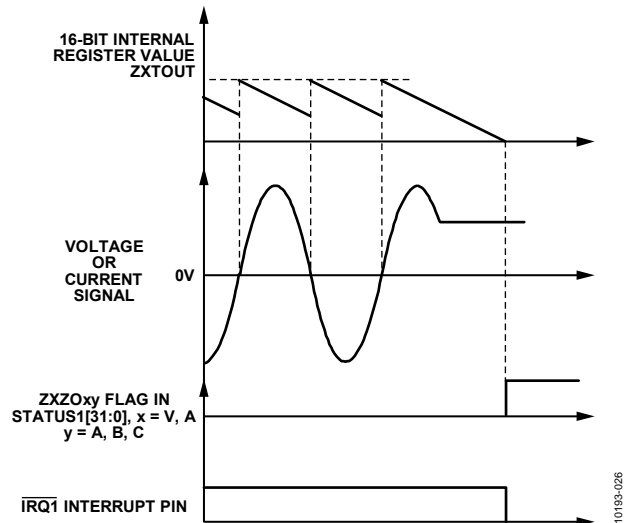 16-BIT INTERNAL
REGISTER VALUE
ZXTOUT
VOLTAGE
OR
CURRENT
SIGNAL
0V
ZXZOxy FLAG IN
STATUS1[31:0], x = V, A
y = A, B, C
IRQ1 INTERRUPT PIN
10193-026